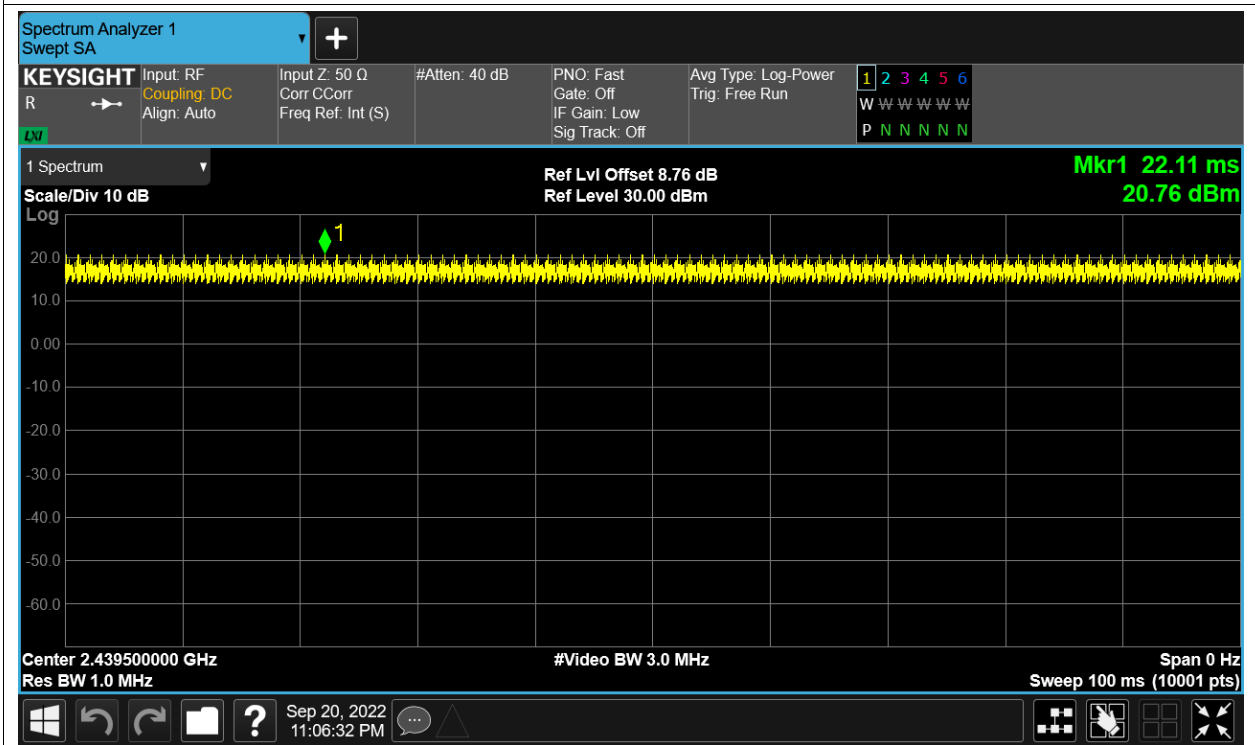 Spectrum Analyzer 1
Swept SA
KEYSIGHT
R
LXI
Input: RF
Coupling: DC
Align: Auto
Input Z: 50 Ω
Corr CCorr
Freq Ref: Int (S)
#Atten: 40 dB
PNO: Fast
Gate: Off
IF Gain: Low
Sig Track: Off
Avg Type: Log-Power
Trig: Free Run
1 2 3 4 5 6
W W W W W W
P N N N N N
1 Spectrum
Scale/Div 10 dB
Log
Ref Lvl Offset 8.76 dB
Ref Level 30.00 dBm
Mkr1 22.11 ms
20.76 dBm
1
20.0
10.0
0.00
-10.0
-20.0
-30.0
-40.0
-50.0
-60.0
Center 2.439500000 GHz
Res BW 1.0 MHz
#Video BW 3.0 MHz
Span 0 Hz
Sweep 100 ms (10001 pts)
?
Sep 20, 2022
11:06:32 PM